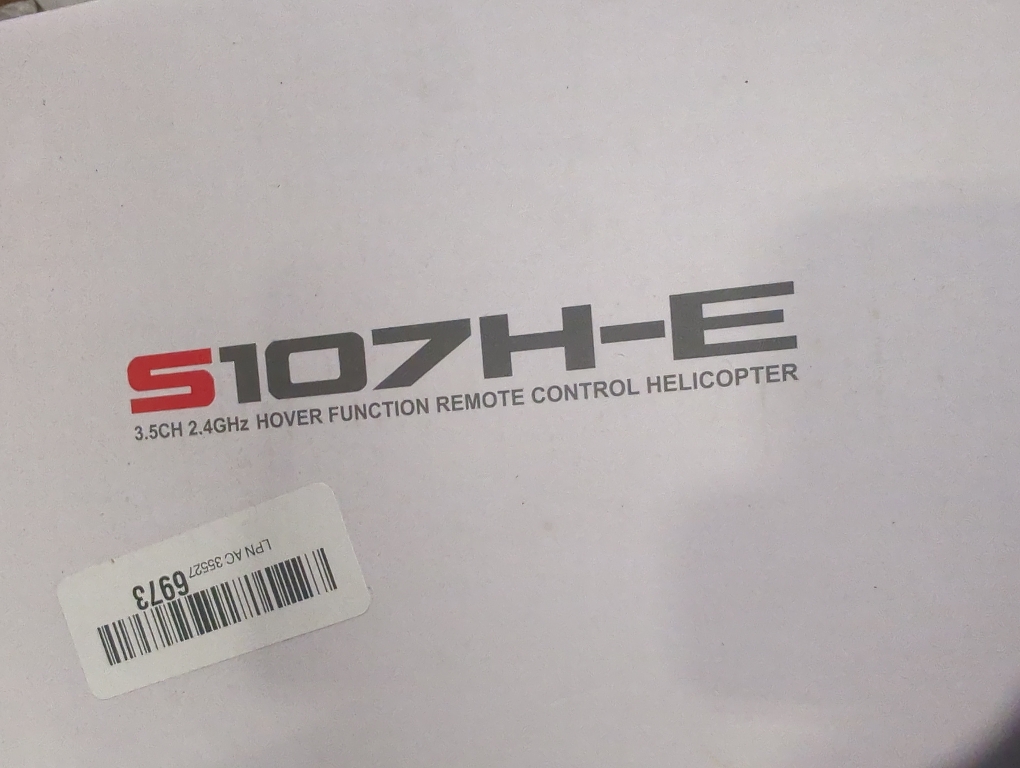 S107H-E
3.5CH 2.4GHz HOVER FUNCTION REMOTE CONTROL HELICOPTER
LPN AC 35527
6973